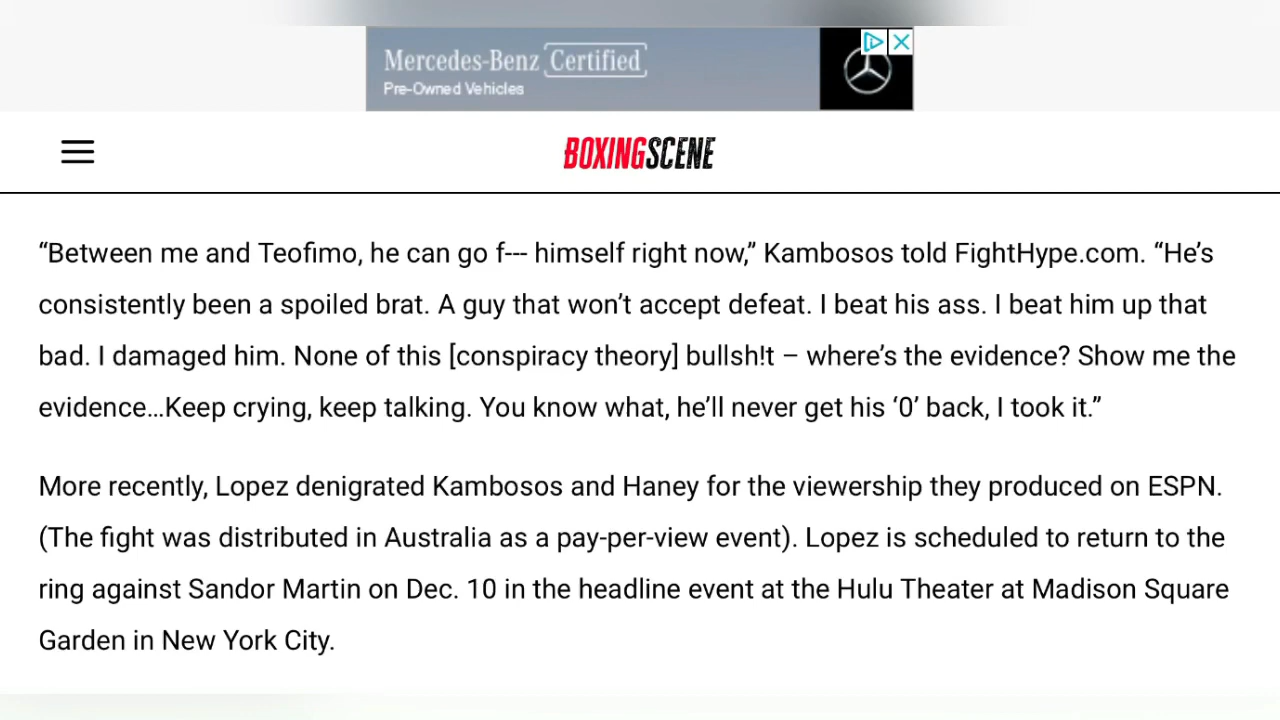 Mercedes-Benz Certified
Pre-Owned Vehicles
BOXINGSCENE
“Between me and Teofimo, he can go f--- himself right now,” Kambosos told FightHype.com. “He’s
consistently been a spoiled brat. A guy that won’t accept defeat. I beat his ass. I beat him up that
bad. I damaged him. None of this [conspiracy theory] bullsh!t – where’s the evidence? Show me the
evidence…Keep crying, keep talking. You know what, he’ll never get his ‘0’ back, I took it.”
More recently, Lopez denigrated Kambosos and Haney for the viewership they produced on ESPN.
(The fight was distributed in Australia as a pay-per-view event). Lopez is scheduled to return to the
ring against Sandor Martin on Dec. 10 in the headline event at the Hulu Theater at Madison Square
Garden in New York City.